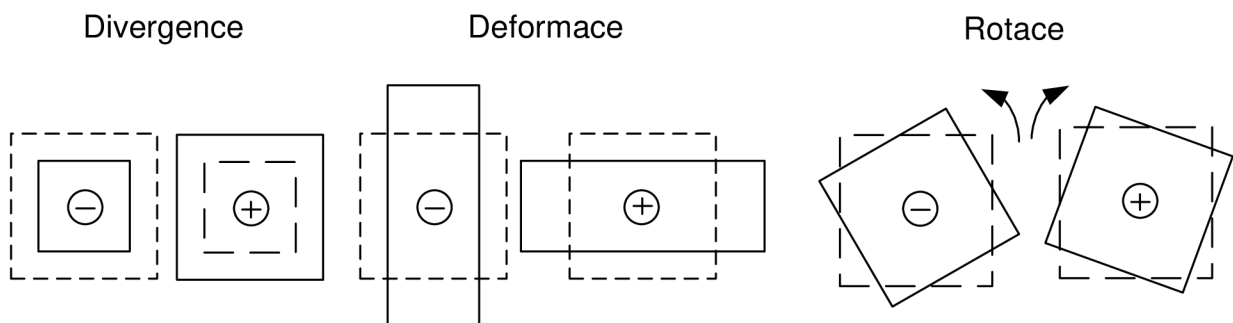 Divergence
Deformace
Rotace
− + − + − +